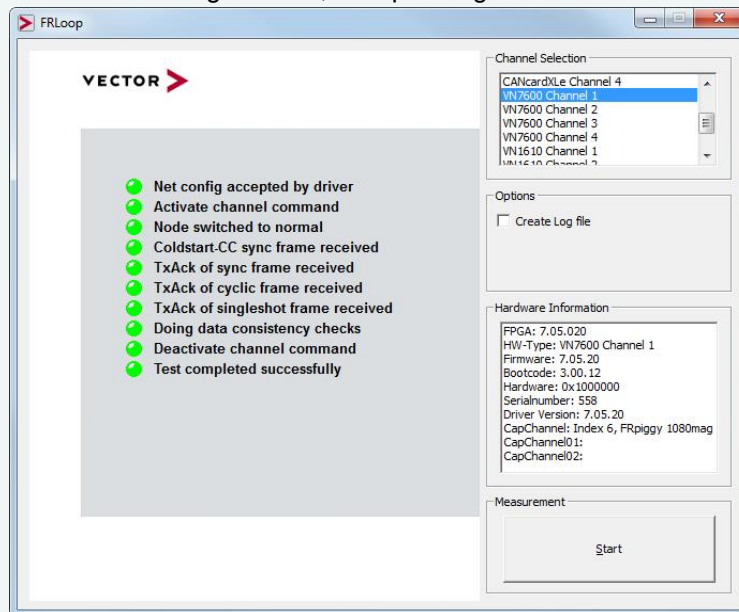 FRLoop
VECTOR
Net config accepted by driver
Activate channel command
Node switched to normal
Coldstart-CC sync frame received
TxAck of sync frame received
TxAck of cyclic frame received
TxAck of singleshot frame received
Doing data consistency checks
Deactivate channel command
Test completed successfully
Channel Selection
CANcardXLe Channel 4
VN7600 Channel 1
VN7600 Channel 2
VN7600 Channel 3
VN7600 Channel 4
VN1610 Channel 1
VN1610 Channel 2
Options
Create Log file
Hardware Information
FPGA: 7.05.020
HW-Type: VN7600 Channel 1
Firmware: 7.05.20
Bootcode: 3.00.12
Hardware: 0x1000000
Serialnumber: 558
Driver Version: 7.05.20
CapChannel: Index 6, FRpiggy 1080mag
CapChannel01:
CapChannel02:
Measurement
Start